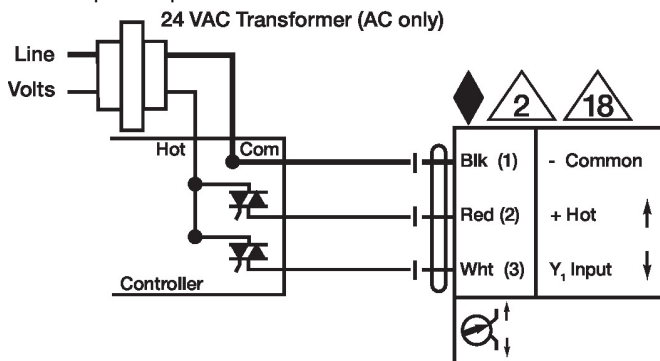 24 VAC Transformer (AC only)
Line
Volts
Hot Com
2 18
Blk (1) - Common
Red (2) + Hot
Wht (3) Y₁ Input
Controller